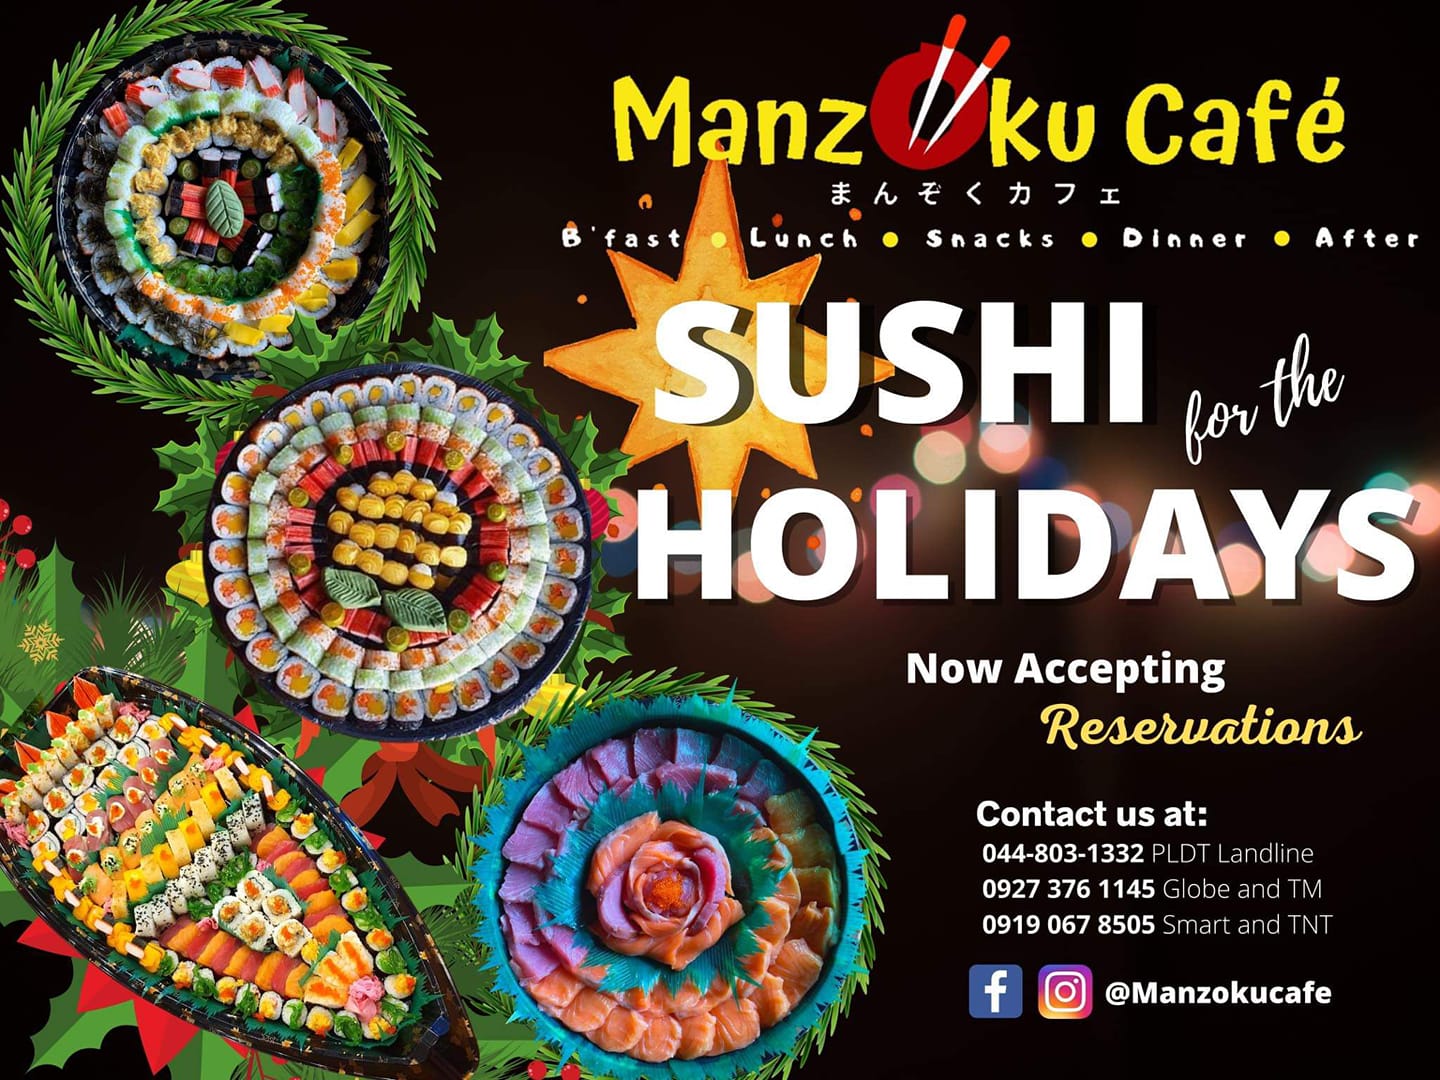 Manzoku Café
まんぞくカフェ
B'fast • Lunch • Snacks • Dinner • After
SUSHI
for the
HOLIDAYS
Now Accepting
Reservations
Contact us at:
044-803-1332 PLDT Landline
0927 376 1145 Globe and TM
0919 067 8505 Smart and TNT
@Manzokucafe